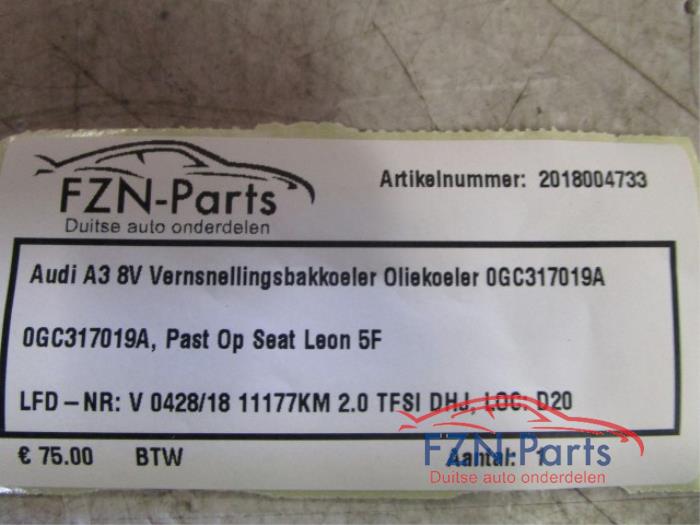 FZN-Parts
Duitse auto onderdelen
Artikelnummer: 2018004733
Audi A3 8V Vernsnellingsbakkoeler Oliekoeler 0GC317019A
0GC317019A, Past Op Seat Leon 5F
LFD-NR: V 0428/18 11177KM 2.0 TFSI DHJ, LOC: D20
€ 75.00 BTW Aantal: 1
FZN-Parts
Duitse auto onderdelen